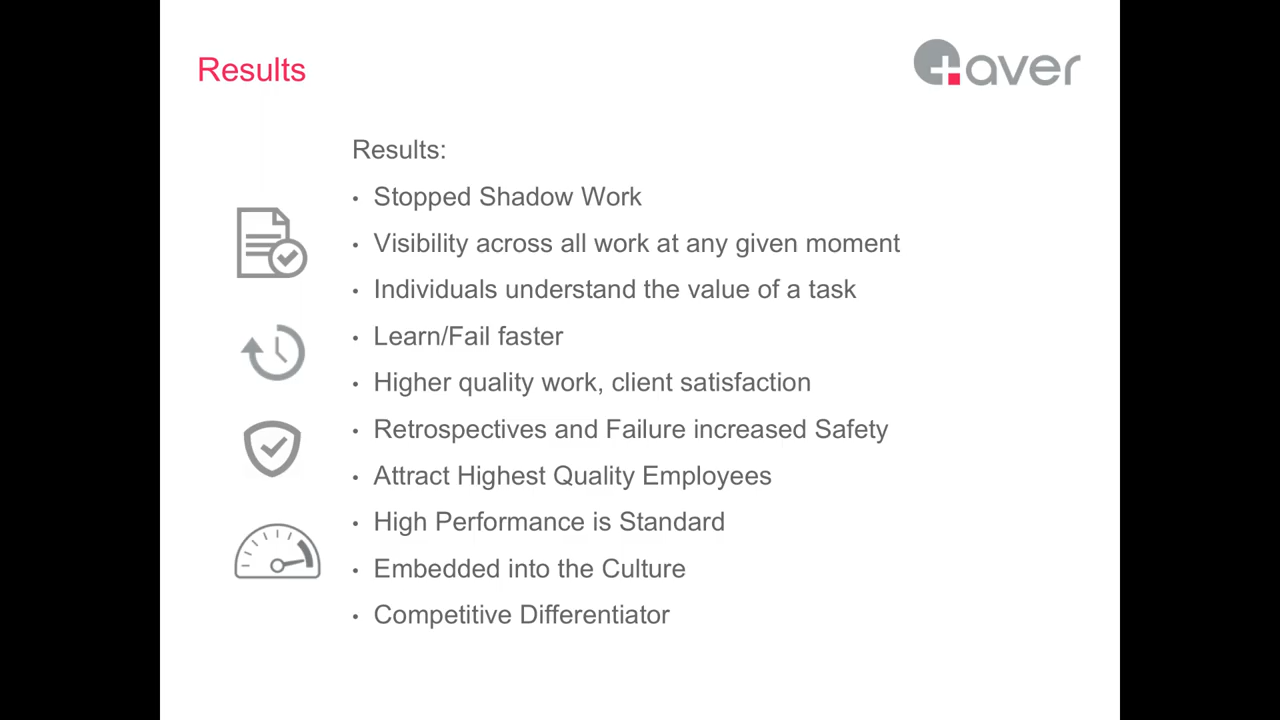 Results
aver
Results:
• Stopped Shadow Work
• Visibility across all work at any given moment
• Individuals understand the value of a task
• Learn/Fail faster
• Higher quality work, client satisfaction
• Retrospectives and Failure increased Safety
• Attract Highest Quality Employees
• High Performance is Standard
• Embedded into the Culture
• Competitive Differentiator